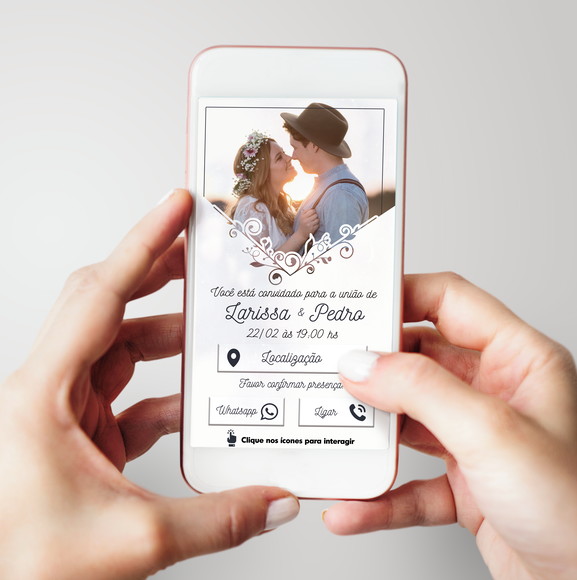 Você está convidado para a união de
Larissa & Pedro
22/02 às 19:00 hs
Localização
Favor confirmar presença
Whatsapp
Ligar
Clique nos ícones para interagir